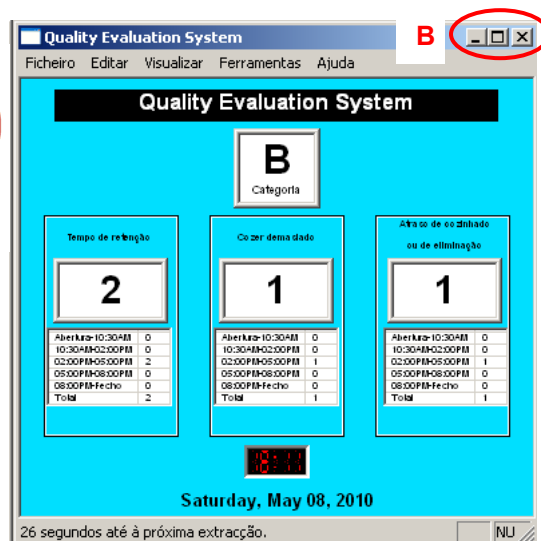 Quality Evaluation System
B
Ficheiro Editar Visualizar Ferramentas Ajuda
Quality Evaluation System
B
Categoria
Tempo de retenção
2
Abertura-10:30AM 0
10:30AM-02:00PM 0
02:00PM-05:00PM 2
05:00PM-08:00PM 0
08:00PM-Fecho 0
Total 2
Cozer demasiado
1
Abertura-10:30AM 0
10:30AM-02:00PM 0
02:00PM-05:00PM 1
05:00PM-08:00PM 0
08:00PM-Fecho 0
Total 1
Atraso de cozinhado
ou de eliminação
1
Abertura-10:30AM 0
10:30AM-02:00PM 0
02:00PM-05:00PM 1
05:00PM-08:00PM 0
08:00PM-Fecho 0
Total 1
18:11
Saturday, May 08, 2010
26 segundos até à próxima extracção.
NU